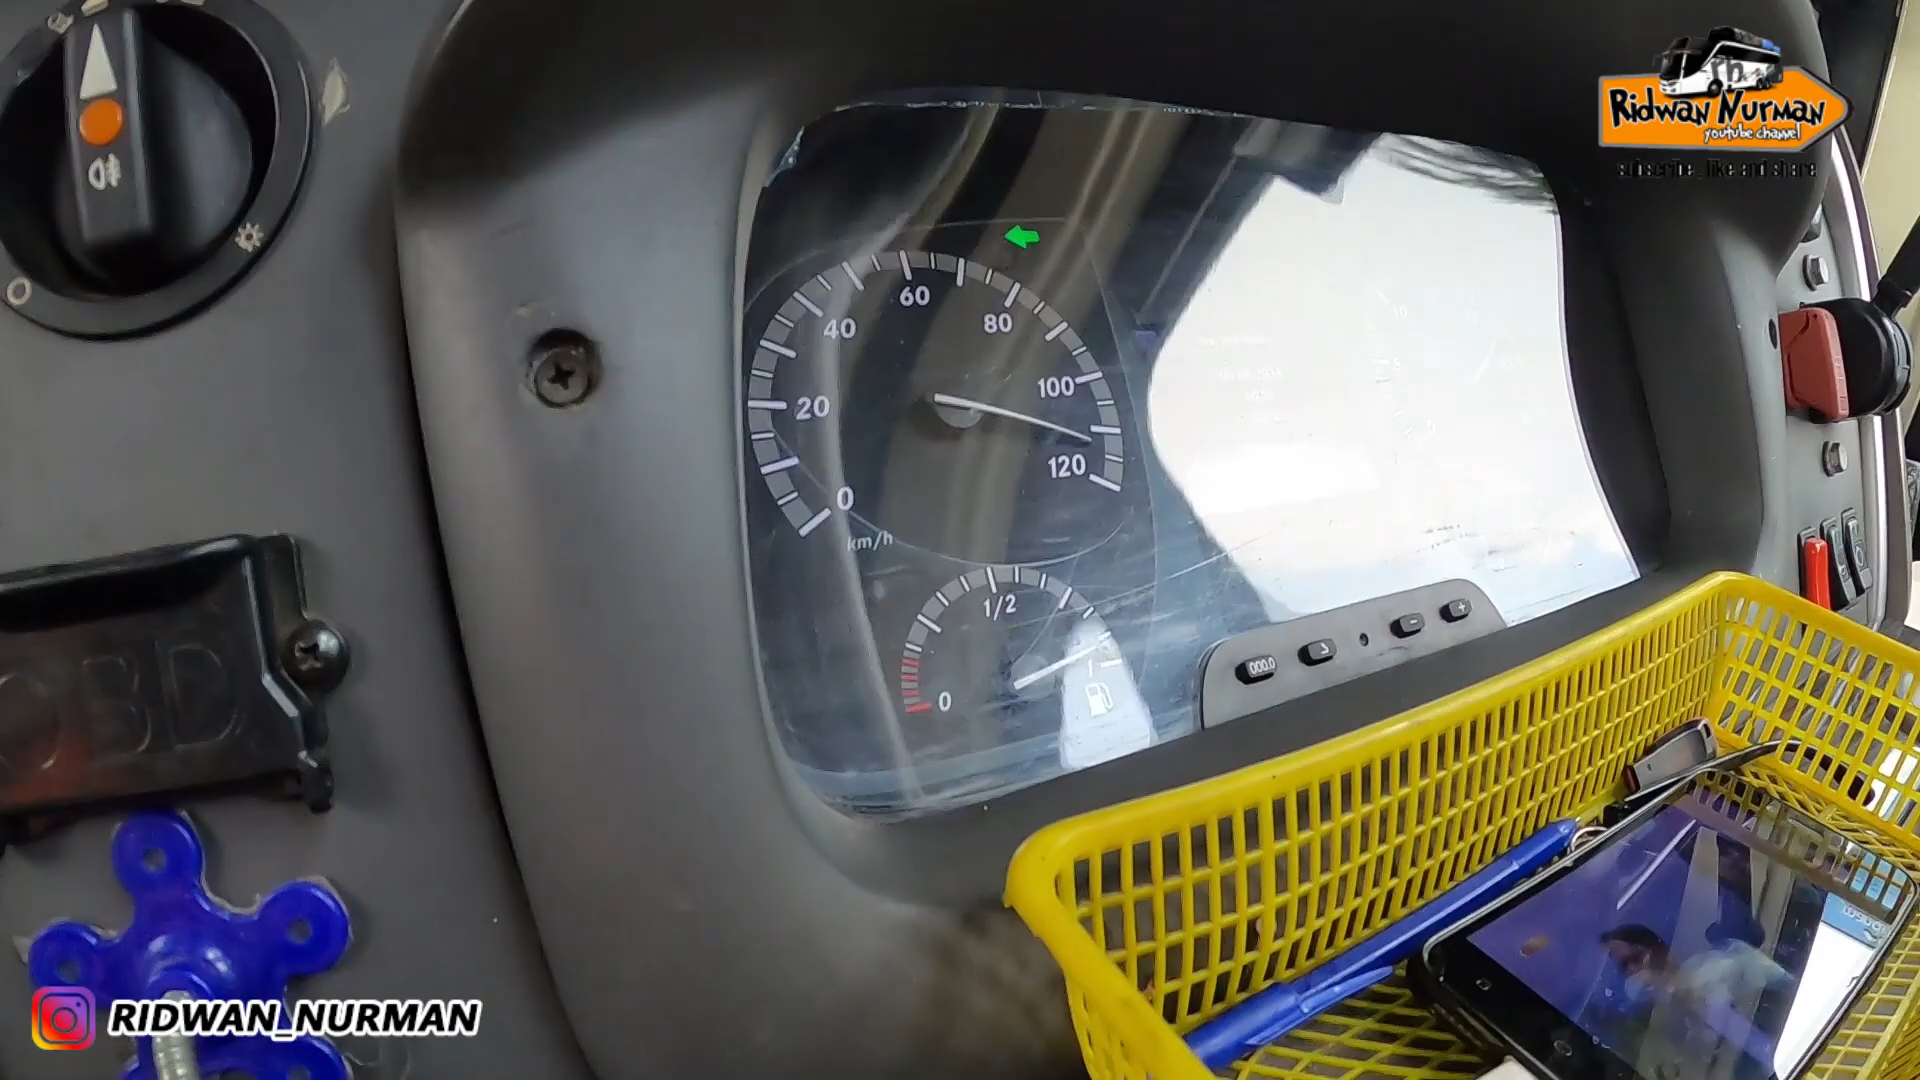 Ridwan Nurman
youtube channel
subscribe , like and share
60
40
80
100
20
120
0
km/h
1/2
0
000.0
OBD
RIDWAN_NURMAN